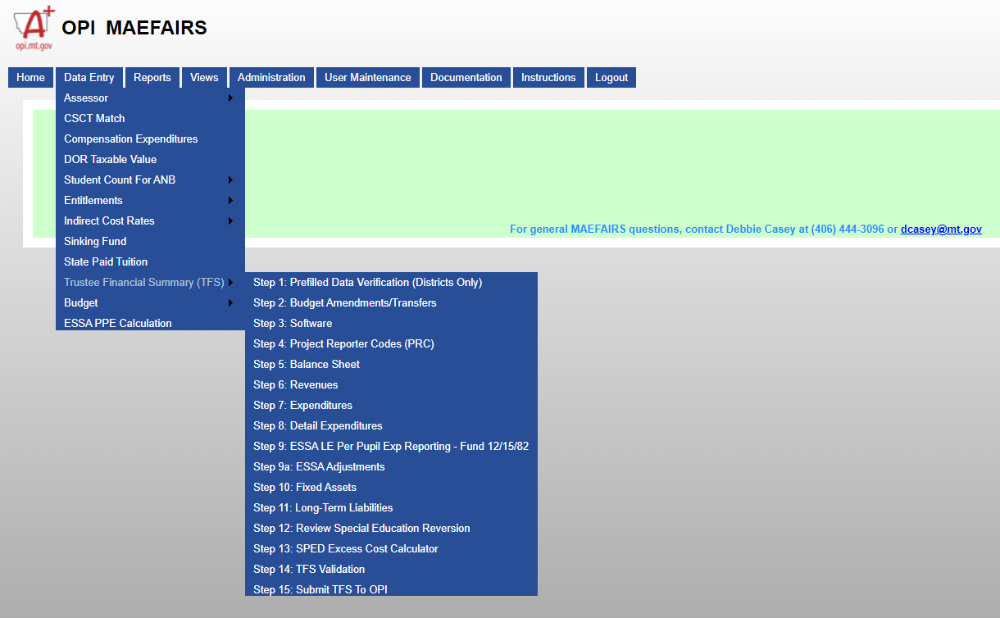 A+
opi.mt.gov
OPI MAEFAIRS
Home Data Entry Reports Views Administration User Maintenance Documentation Instructions Logout
Assessor
CSCT Match
Compensation Expenditures
DOR Taxable Value
Student Count For ANB
Entitlements
Indirect Cost Rates
Sinking Fund
State Paid Tuition
Trustee Financial Summary (TFS)
Budget
ESSA PPE Calculation
For general MAEFAIRS questions, contact Debbie Casey at (406) 444-3096 or dcasey@mt.gov
Step 1: Prefilled Data Verification (Districts Only)
Step 2: Budget Amendments/Transfers
Step 3: Software
Step 4: Project Reporter Codes (PRC)
Step 5: Balance Sheet
Step 6: Revenues
Step 7: Expenditures
Step 8: Detail Expenditures
Step 9: ESSA LE Per Pupil Exp Reporting - Fund 12/15/82
Step 9a: ESSA Adjustments
Step 10: Fixed Assets
Step 11: Long-Term Liabilities
Step 12: Review Special Education Reversion
Step 13: SPED Excess Cost Calculator
Step 14: TFS Validation
Step 15: Submit TFS To OPI